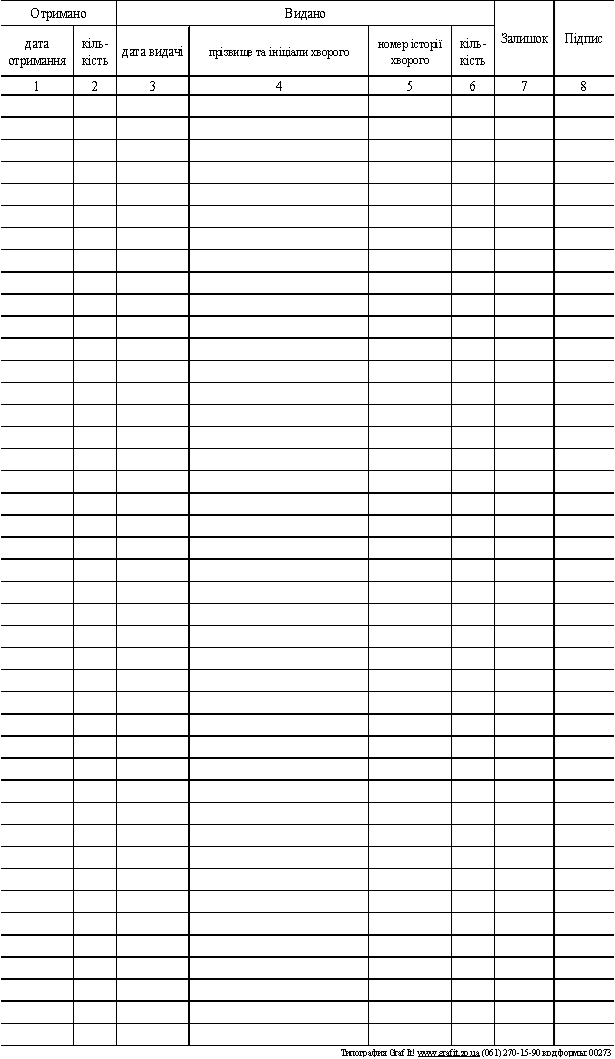 Отримано Видано Залишок Підпис
дата отримання
кіль-
кість
дата видачі
прізвище та ініціали хворого
номер історії
хворого
кіль-
кість
1 2 3 4 5 6 7 8
Типография Graf It! www.grafit.zp.ua (061) 270-15-90 код формы: 00273